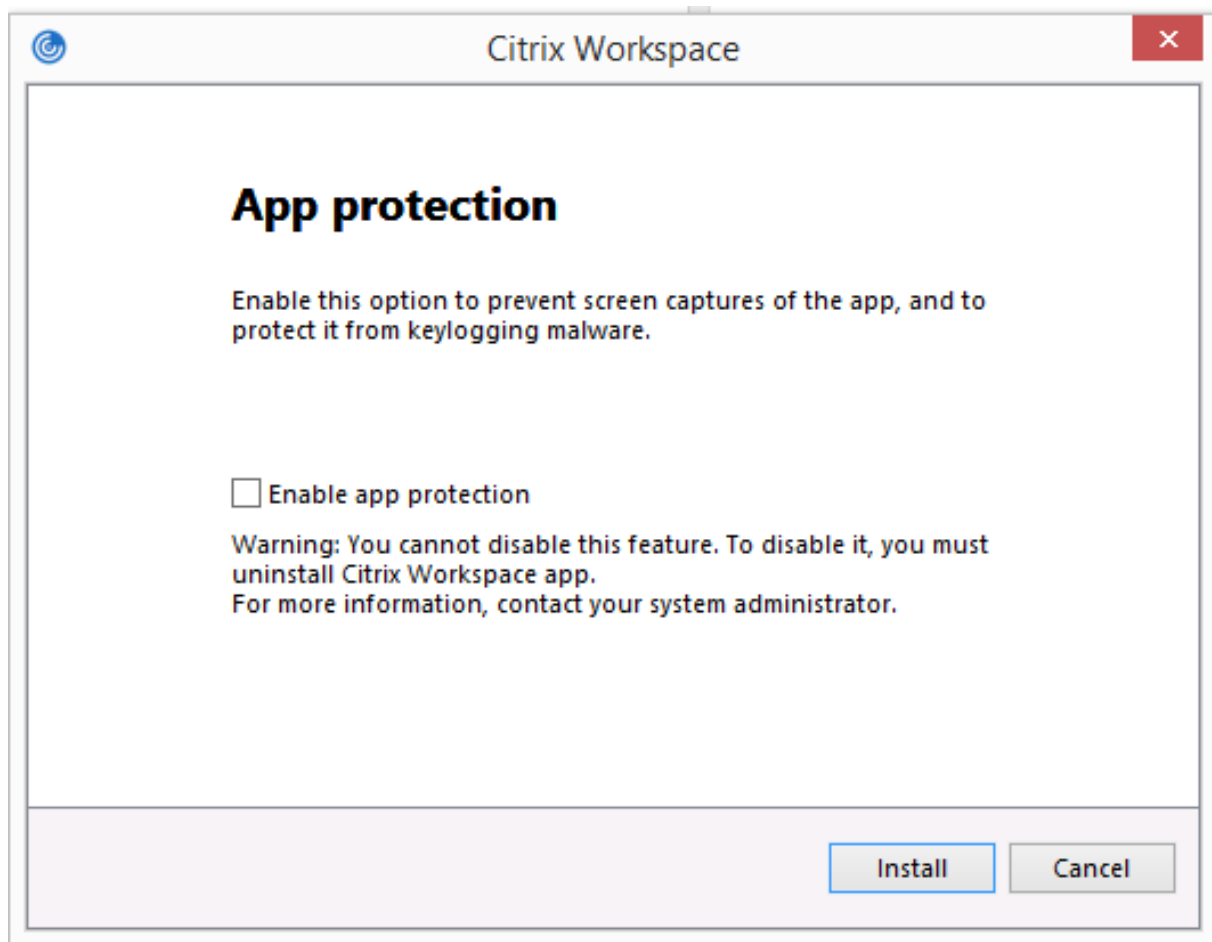 Citrix Workspace
App protection
Enable this option to prevent screen captures of the app, and to
protect it from keylogging malware.
Enable app protection
Warning: You cannot disable this feature. To disable it, you must
uninstall Citrix Workspace app.
For more information, contact your system administrator.
Install Cancel